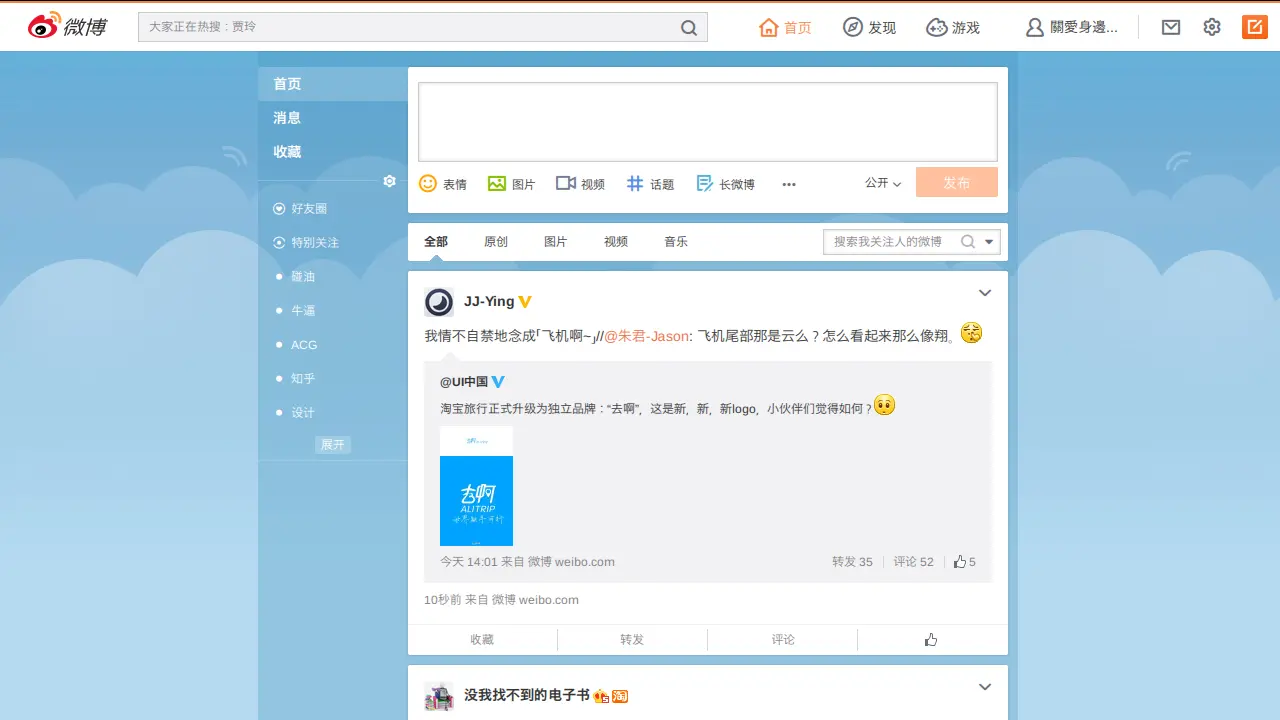 微博
大家正在热搜：贾玲
首页
发现
游戏
關愛身邊...
首页
消息
收藏
好友圈
特别关注
碰油
牛逼
ACG
知乎
设计
展开
表情
图片
视频
话题
长微博
公开
发布
全部
原创
图片
视频
音乐
搜索我关注人的微博
JJ-Ying
我情不自禁地念成「飞机啊~」//@朱君-Jason: 飞机尾部那是云么？怎么看起来那么像翔。
@UI中国
淘宝旅行正式升级为独立品牌：“去啊”，这是新，新，新logo，小伙伴们觉得如何？
去啊
ALITRIP
今天 14:01 来自 微博 weibo.com
转发 35
评论 52
5
10秒前 来自 微博 weibo.com
收藏
转发
评论
没我找不到的电子书
淘